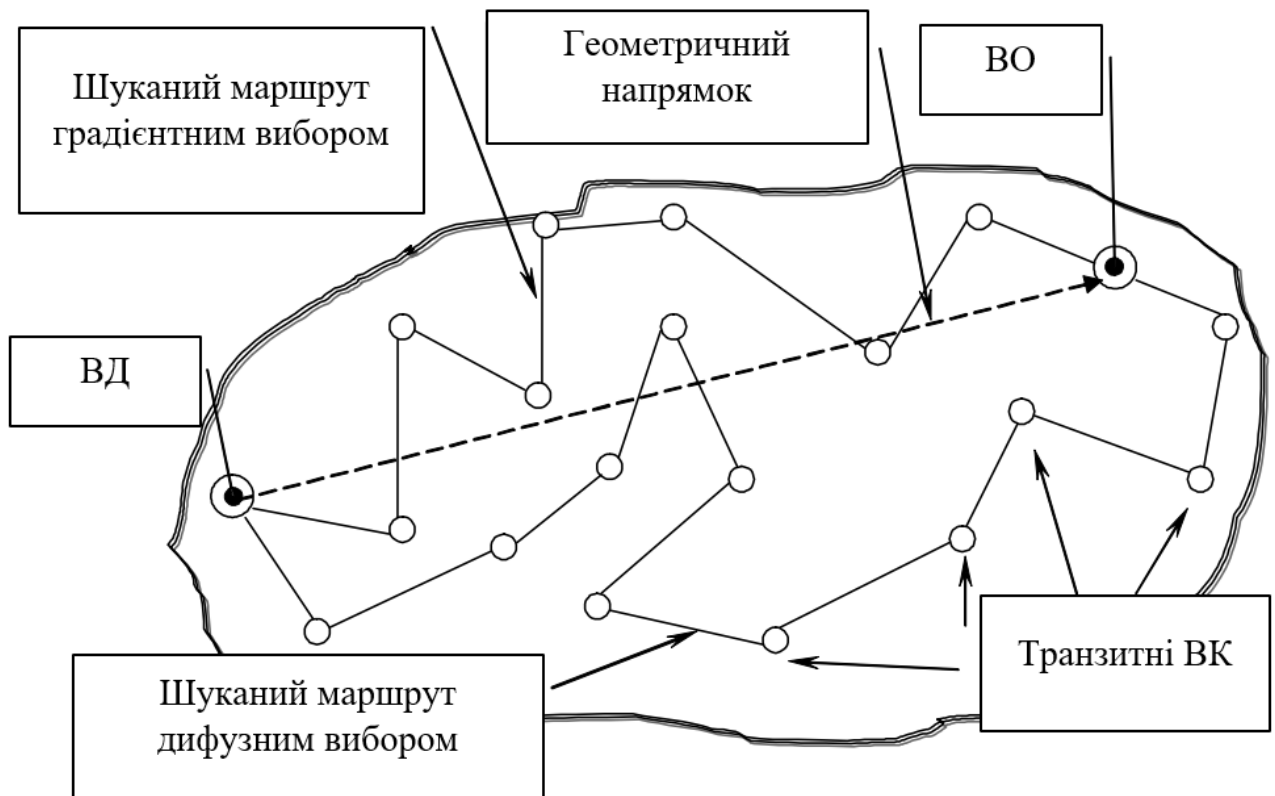 Шуканий маршрут
градієнтним вибором
Геометричний
напрямок
ВО
ВД
Транзитні ВК
Шуканий маршрут
дифузним вибором